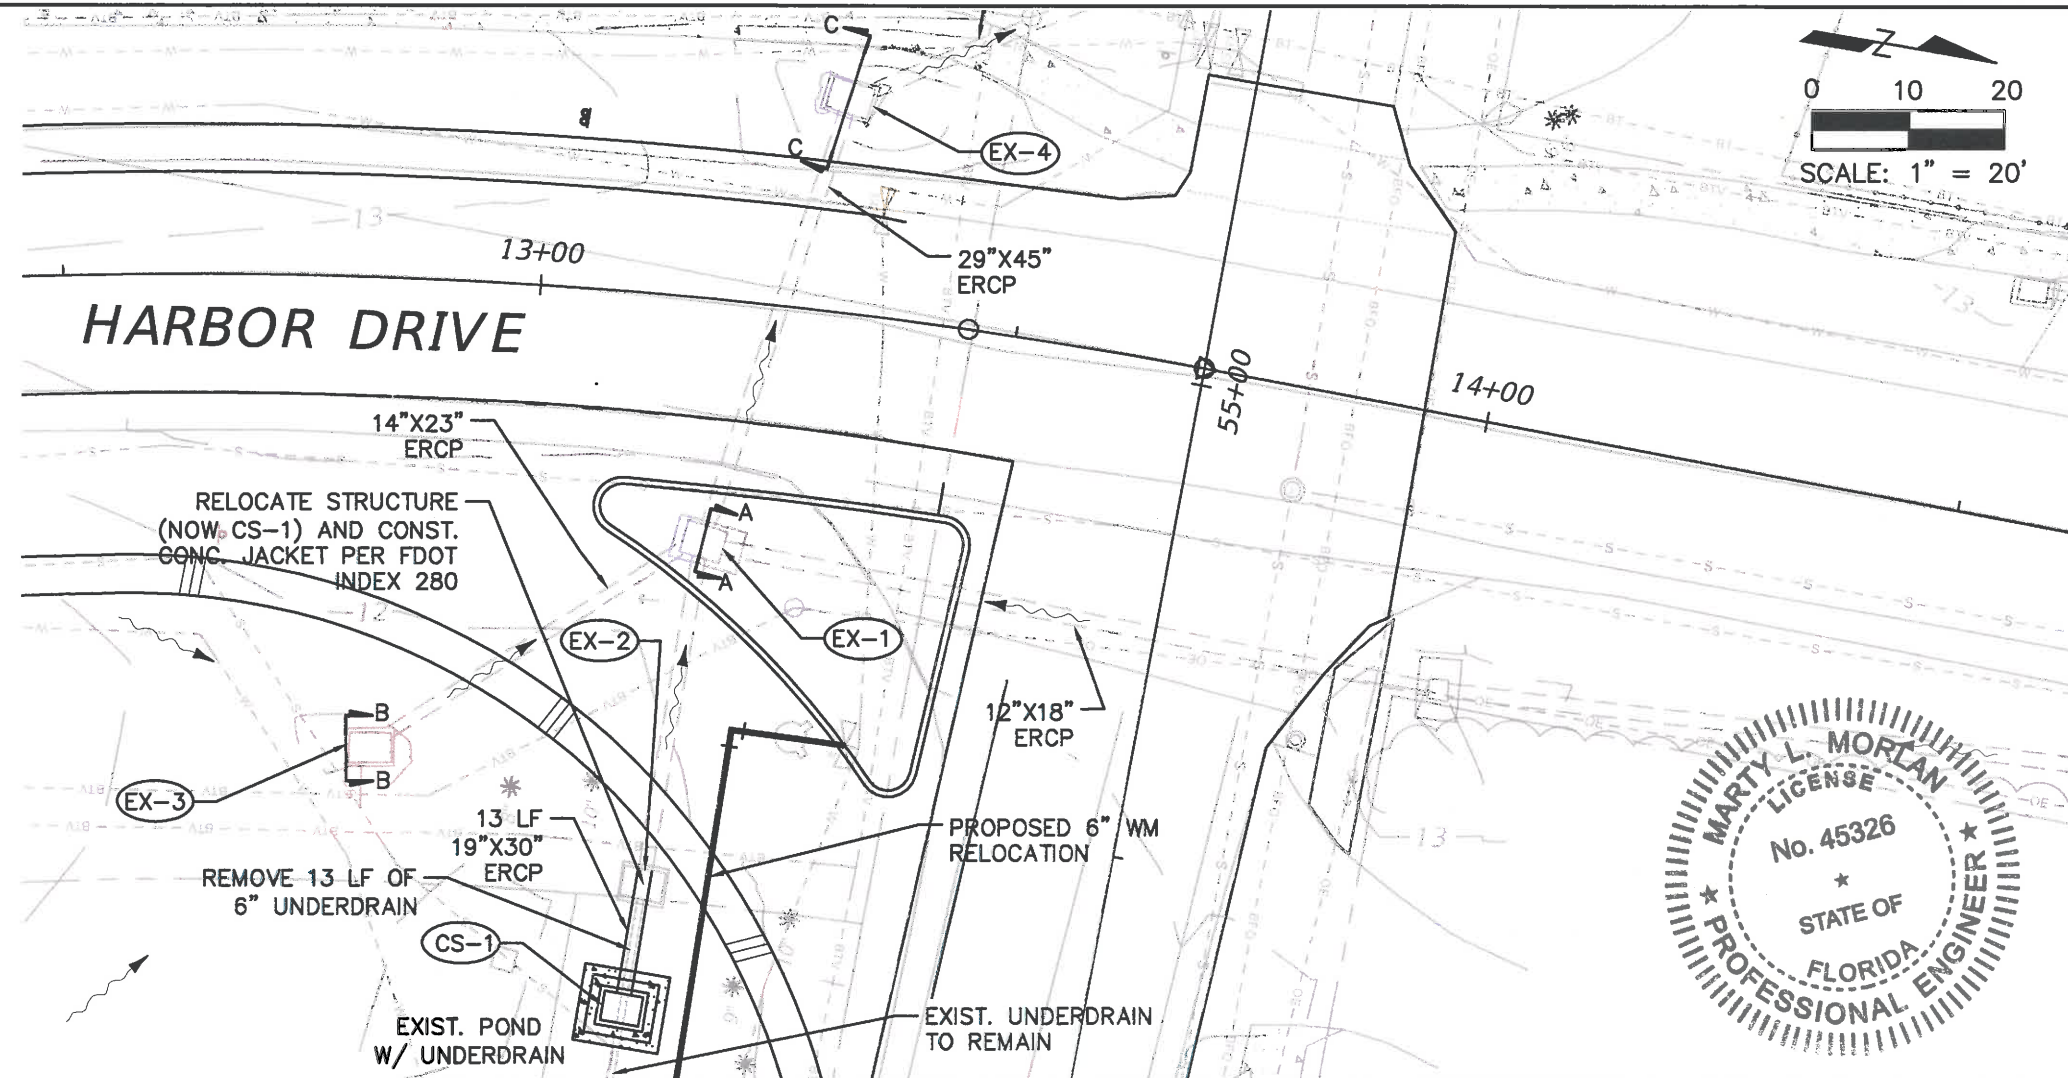 C
Z
0 10 20
SCALE: 1" = 20'
EX-4
C
13
13+00
29"X45"
ERCP
HARBOR DRIVE
55+00
14+00
13
14"X23"
ERCP
RELOCATE STRUCTURE
(NOW CS-1) AND CONST.
CONC. JACKET PER FDOT
INDEX 280
A
A
12
EX-2
EX-1
12"X18"
ERCP
B
B
EX-3
13 LF
19"X30"
ERCP
PROPOSED 6" WM
RELOCATION
13
REMOVE 13 LF OF
6" UNDERDRAIN
CS-1
EXIST. POND
W/ UNDERDRAIN
EXIST. UNDERDRAIN
TO REMAIN
MARTY L. MORLAN
LICENSE
No. 45326
STATE OF
FLORIDA
PROFESSIONAL ENGINEER